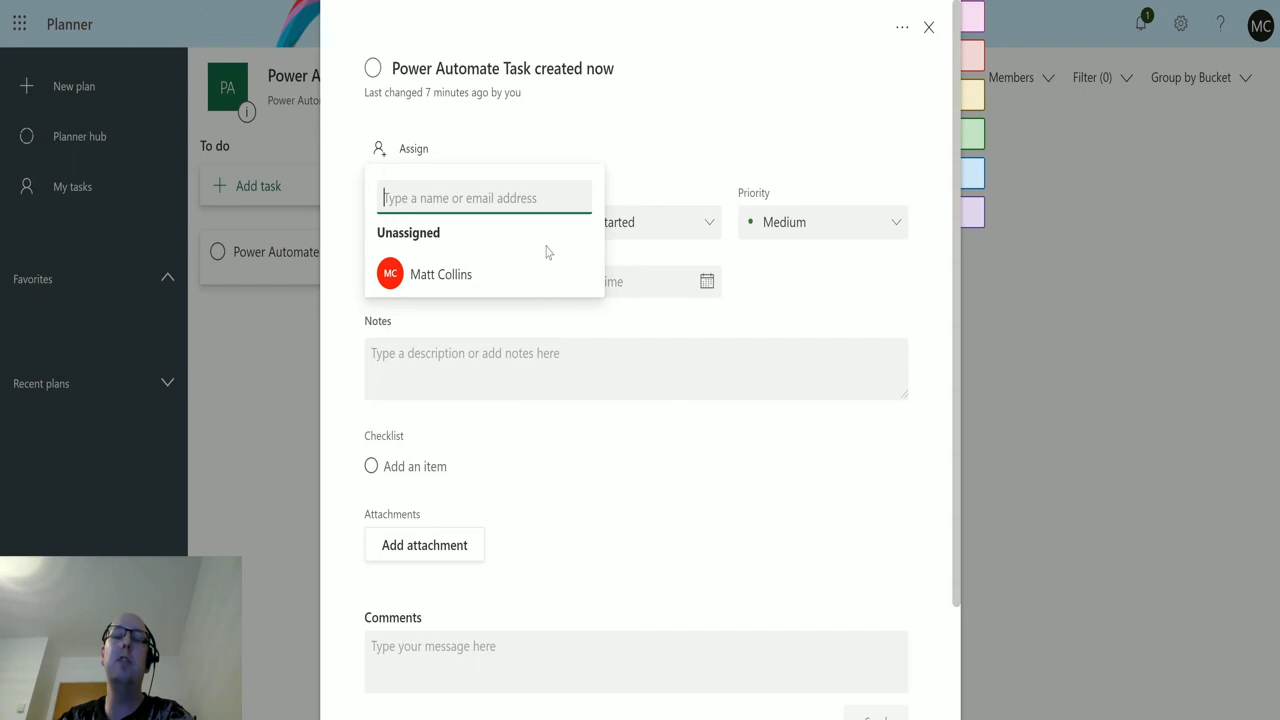 Planner
1
MC
New plan
Planner hub
My tasks
Favorites
Recent plans
PA
Power A
Power Auto
To do
Add task
Power Automate
Members
Filter (0)
Group by Bucket
Power Automate Task created now
Last changed 7 minutes ago by you
Assign
Type a name or email address
Unassigned
MC Matt Collins
tarted
Priority
Medium
ime
Notes
Type a description or add notes here
Checklist
Add an item
Attachments
Add attachment
Comments
Type your message here